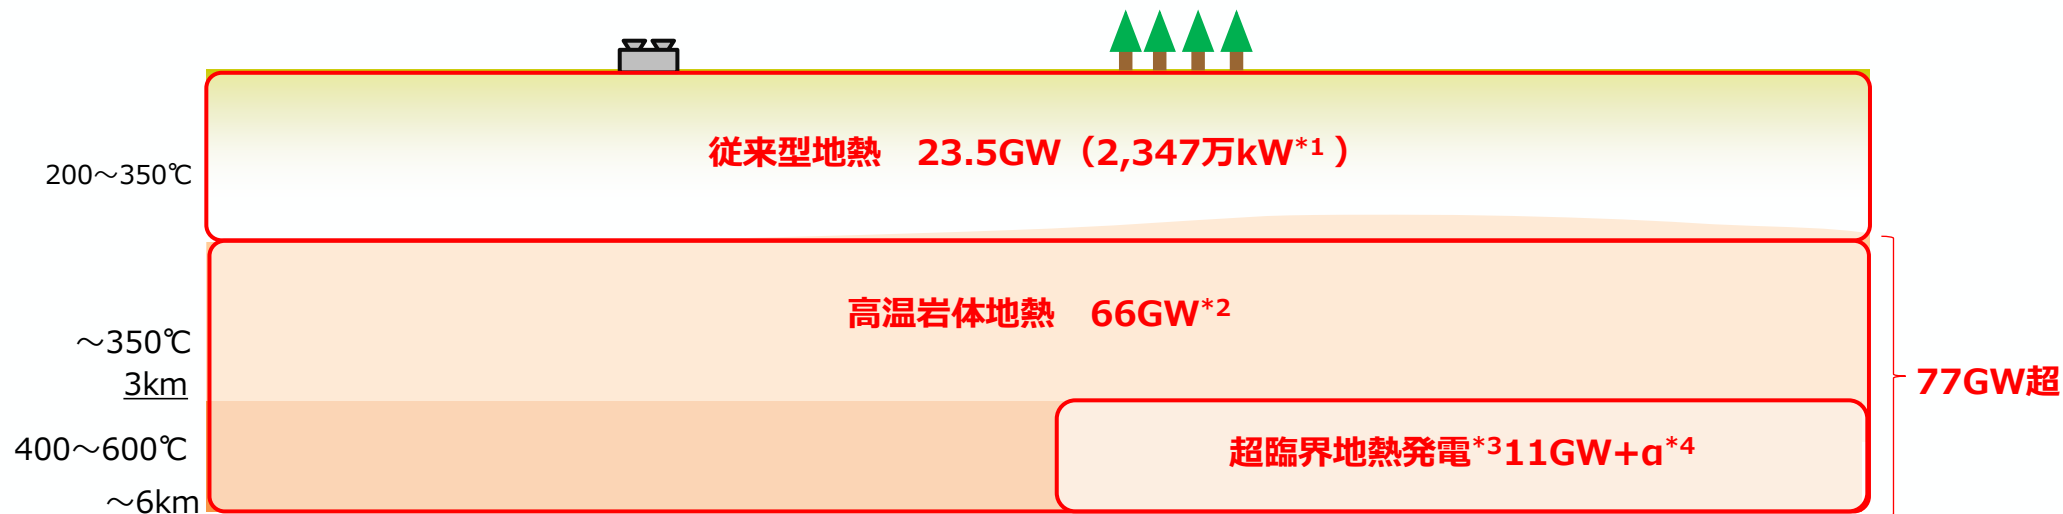 従来型地熱　23.5GW（2,347万kW*1）
200～350℃
高温岩体地熱　66GW*2
～350℃
3km
77GW超
400～600℃
超臨界地熱発電*311GW+α*4
～6km